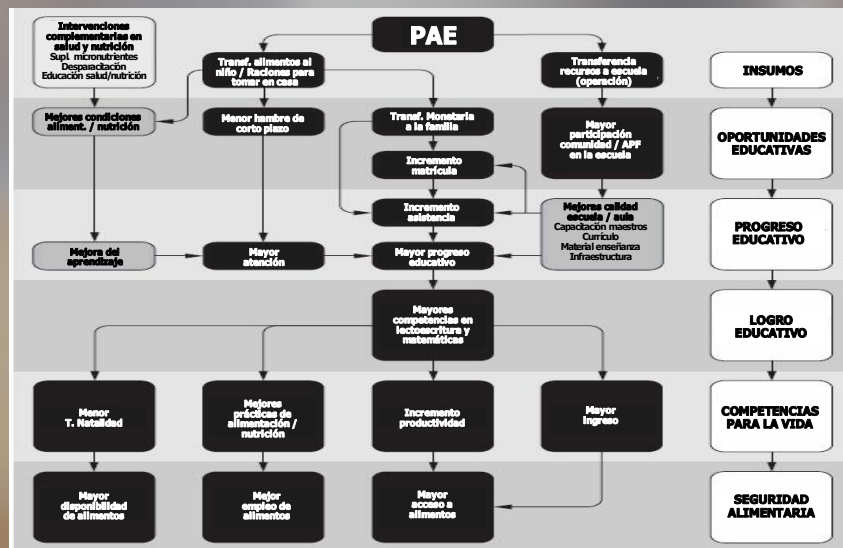 PAE
Intervenciones
complementarias en
salud y nutrición
Supl. micronutrientes
Desparacitación
Educación salud/nutrición
Transf. alimentos al
niño / Raciones para
tomar en casa
Transferencia
recursos a escuela
(operación)
INSUMOS
Mejores condiciones
aliment. / nutrición
Menor hambre de
corto plazo
Transf. Monetaria
a la familia
Mayor
participación
comunidad / APF
en la escuela
OPORTUNIDADES
EDUCATIVAS
Incremento
matrícula
Incremento
asistencia
Mejoras calidad
escuela / aula
Capacitación maestros
Currículo
Material enseñanza
Infraestructura
PROGRESO
EDUCATIVO
Mejora del
aprendizaje
Mayor
atención
Mayor progreso
educativo
Mayores
competencias en
lectoescritura y
matemáticas
LOGRO
EDUCATIVO
Menor
T. Natalidad
Mejores
prácticas de
alimentación /
nutrición
Incremento
productividad
Mayor
ingreso
COMPETENCIAS
PARA LA VIDA
Mayor
disponibilidad
de alimentos
Mejor
empleo de
alimentos
Mayor
acceso a
alimentos
SEGURIDAD
ALIMENTARIA